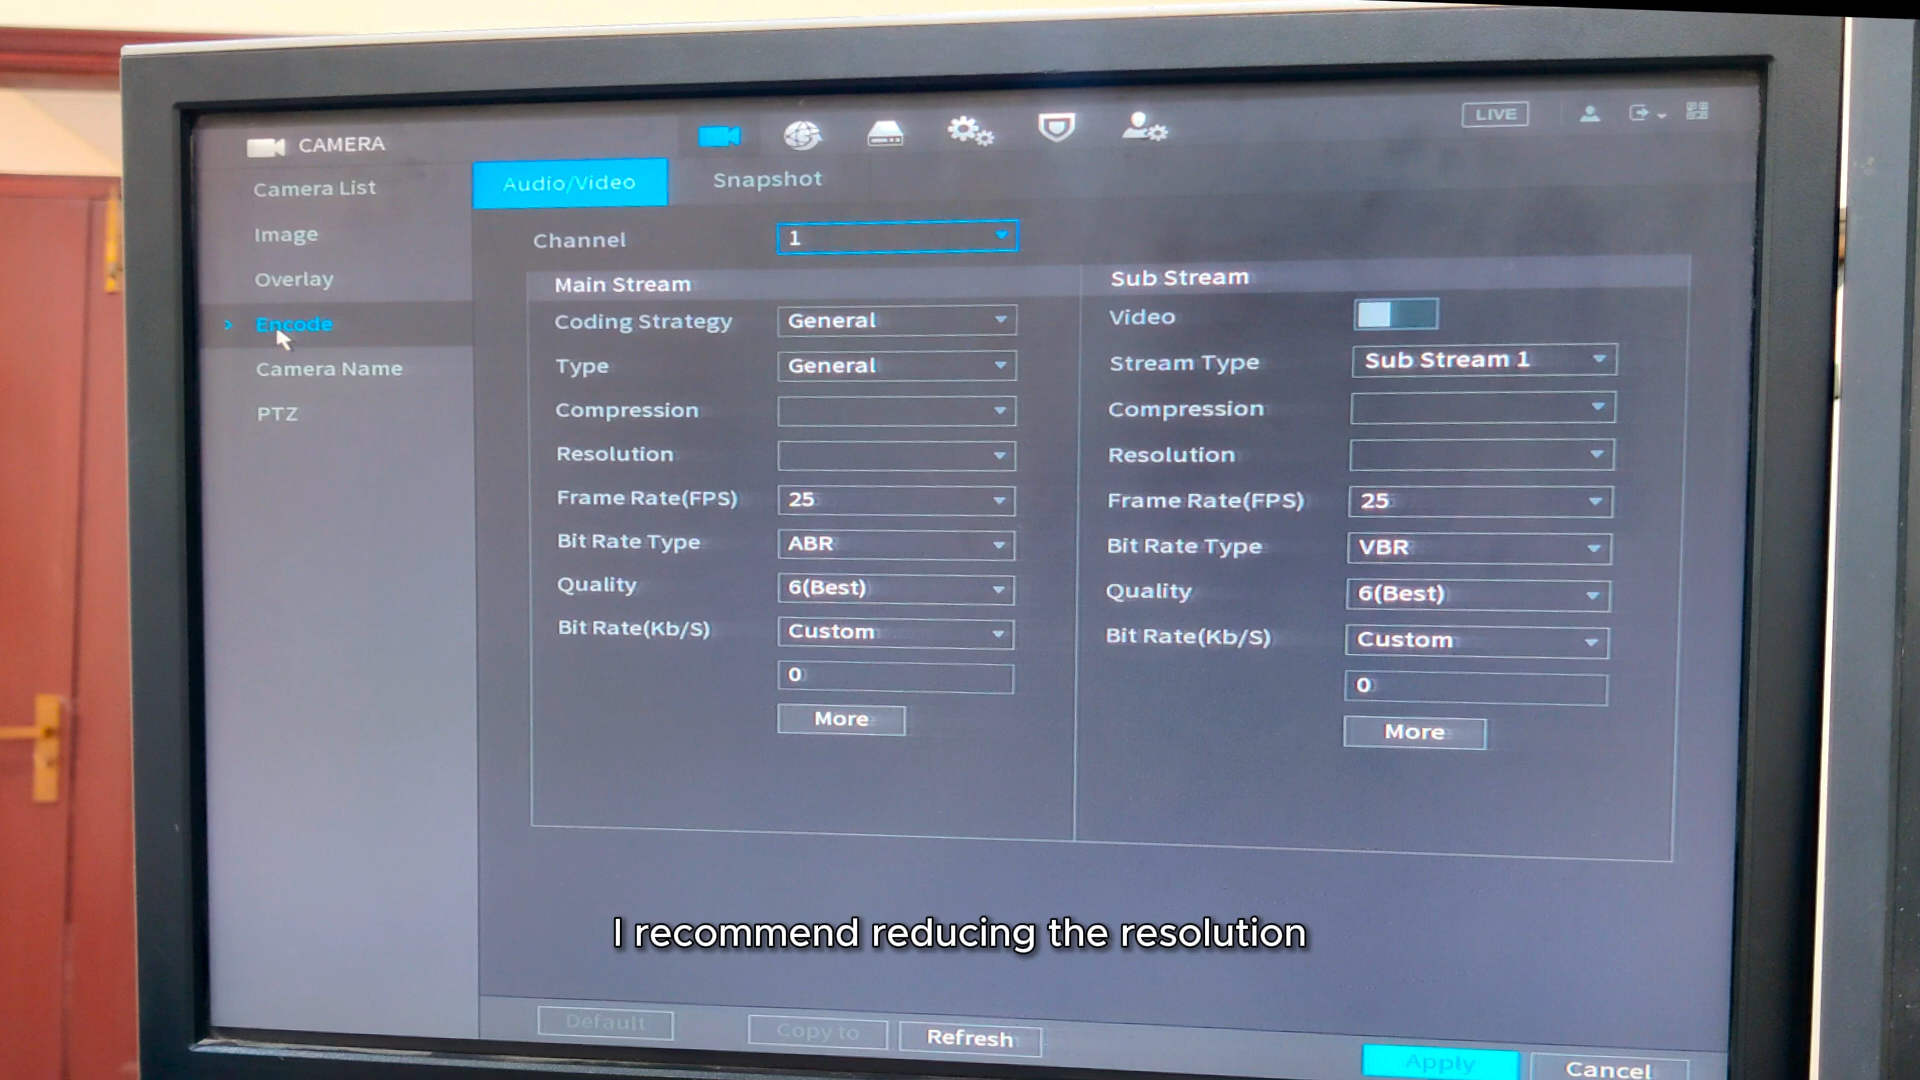 CAMERA
LIVE
Camera List
Image
Overlay
> Encode
Camera Name
PTZ
Audio/Video
Snapshot
Channel
1
Main Stream
Coding Strategy
General
Type
General
Compression
Resolution
Frame Rate(FPS)
25
Bit Rate Type
ABR
Quality
6(Best)
Bit Rate(Kb/S)
Custom
0
More
Sub Stream
Video
Stream Type
Sub Stream 1
Compression
Resolution
Frame Rate(FPS)
25
Bit Rate Type
VBR
Quality
6(Best)
Bit Rate(Kb/S)
Custom
0
More
I recommend reducing the resolution
Default
Copy to
Refresh
Apply
Cancel